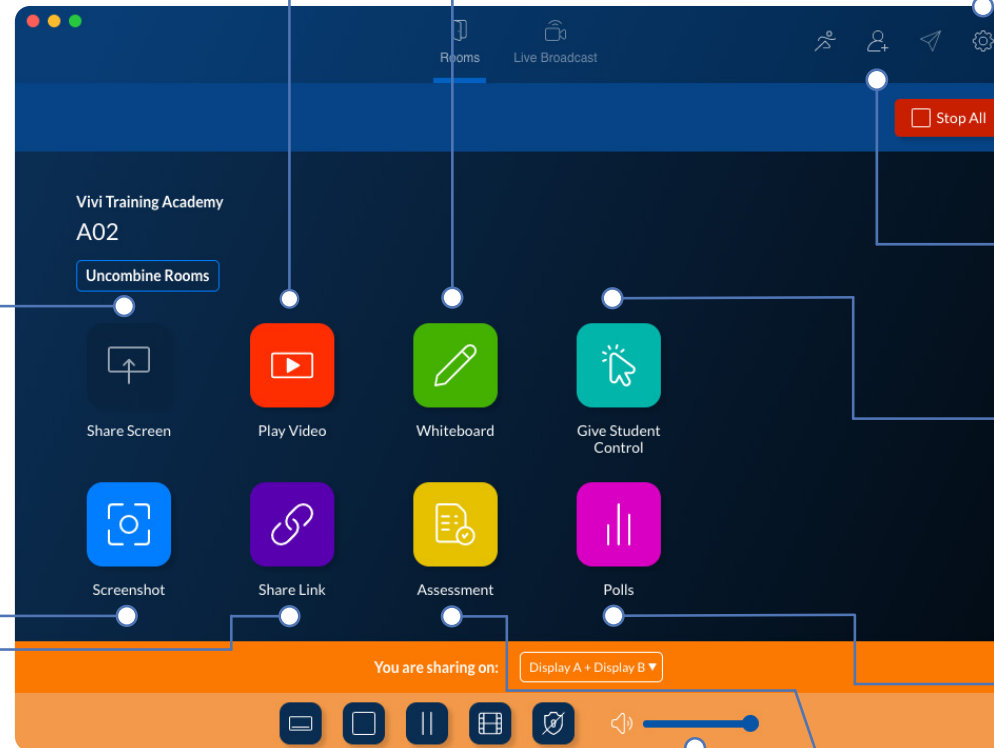 Rooms
Live Broadcast
Stop All
Vivi Training Academy
A02
Uncombine Rooms
Share Screen
Play Video
Whiteboard
Give Student
Control
Screenshot
Share Link
Assessment
Polls
You are sharing on:
Display A + Display B